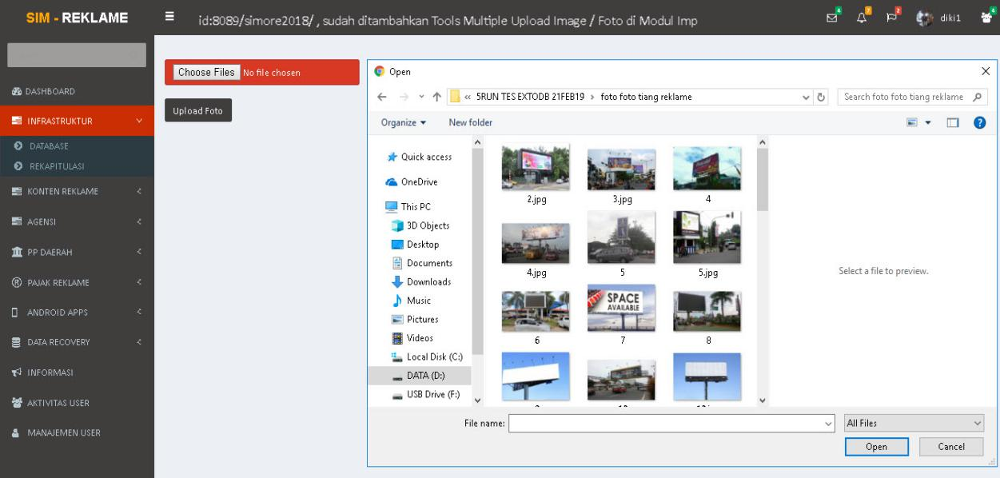 SIM - REKLAME
id:8089/simore2018/ , sudah ditambahkan Tools Multiple Upload Image / Foto di Modul Imp
4
7
2
diki1
4
DASHBOARD
INFRASTRUKTUR
DATABASE
REKAPITULASI
KONTEN REKLAME
AGENSI
PP DAERAH
PAJAK REKLAME
ANDROID APPS
DATA RECOVERY
INFORMASI
AKTIVITAS USER
MANAJEMEN USER
Choose Files No file chosen
Upload Foto
Open
« 5RUN TES EXTODB 21FEB19 › foto foto tiang reklame
Search foto foto tiang reklame
Organize
New folder
Quick access
OneDrive
This PC
3D Objects
Desktop
Documents
Downloads
Music
Pictures
Videos
Local Disk (C:)
DATA (D:)
USB Drive (F:)
2.jpg
3.jpg
4
4.jpg
5
5.jpg
SPACE
AVAILABLE
6
7
8
Select a file to preview.
File name:
All Files
Open
Cancel